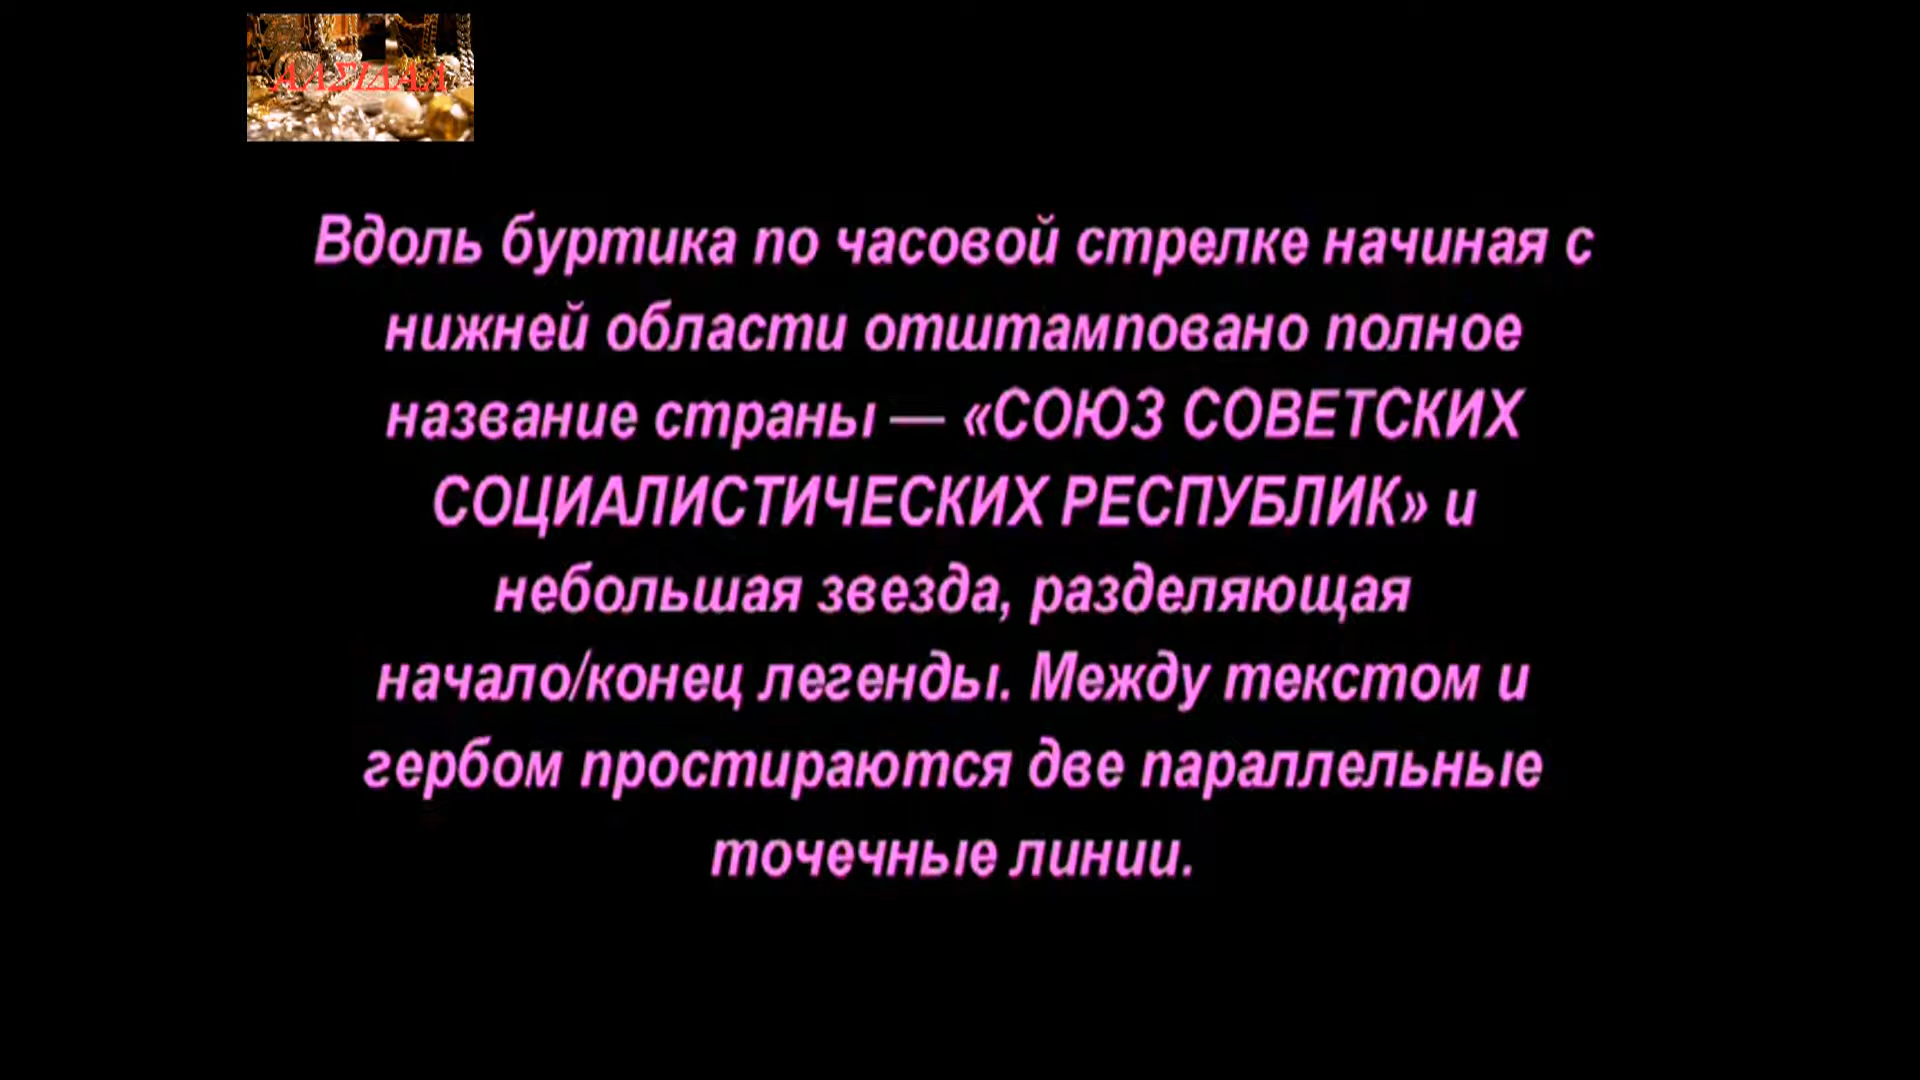 ΑΛΣΙΔΑΛ
Вдоль буртика по часовой стрелке начиная с
нижней области отштамповано полное
название страны — «СОЮЗ СОВЕТСКИХ
СОЦИАЛИСТИЧЕСКИХ РЕСПУБЛИК» и
небольшая звезда, разделяющая
начало/конец легенды. Между текстом и
гербом простираются две параллельные
точечные линии.